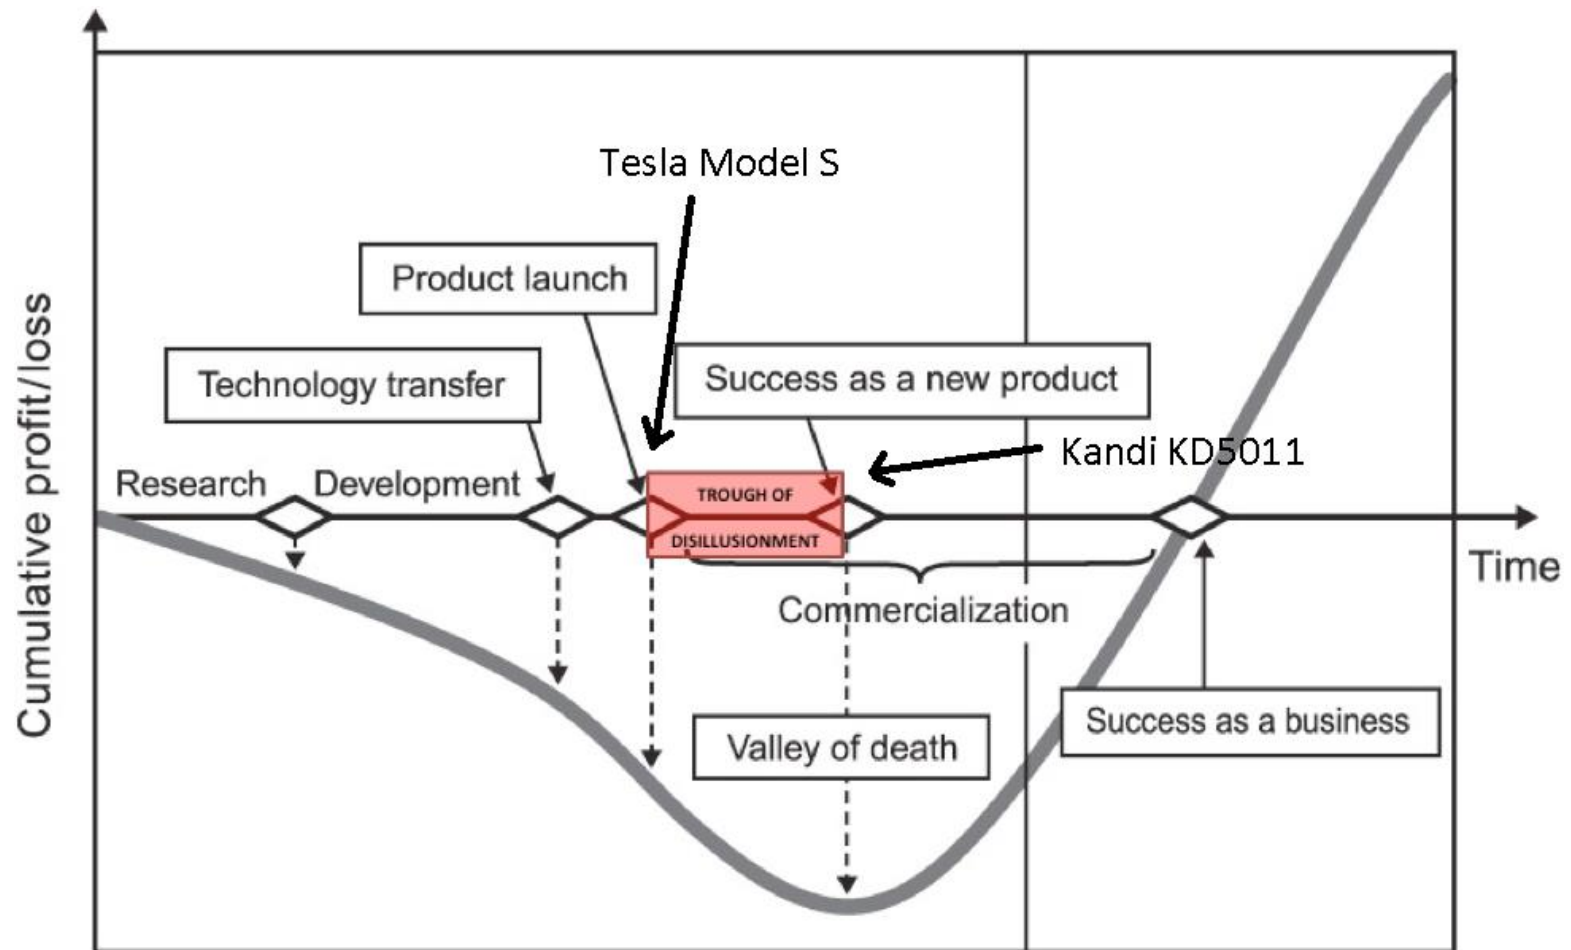 Tesla Model S
Product launch
Technology transfer
Success as a new product
Kandi KD5011
Research
Development
TROUGH OF
DISILLUSIONMENT
Time
Commercialization
Valley of death
Success as a business
Cumulative profit/loss